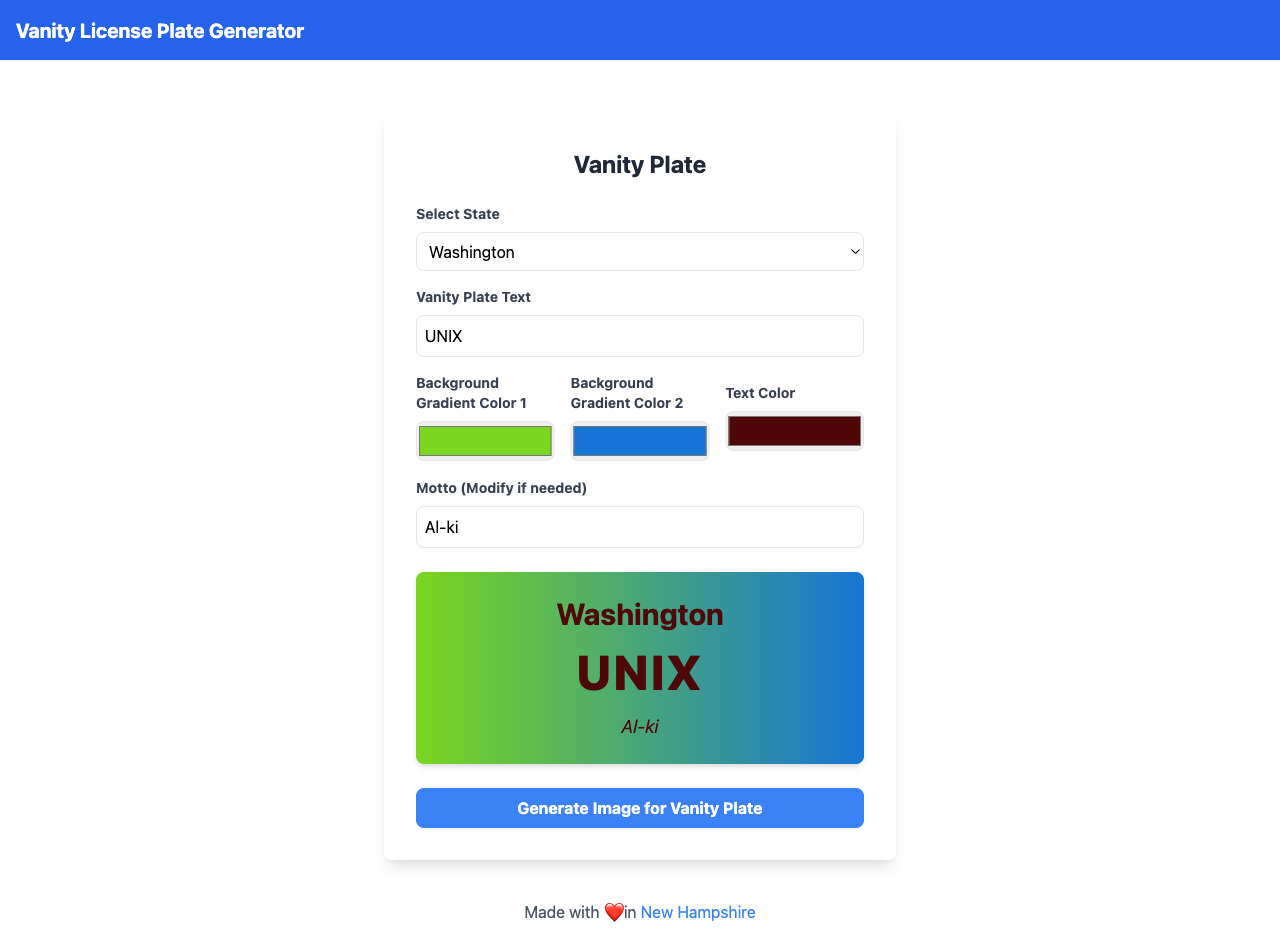 Vanity License Plate Generator
Vanity Plate
Select State
Washington
Vanity Plate Text
UNIX
Background
Gradient Color 1
Background
Gradient Color 2
Text Color
Motto (Modify if needed)
Al-ki
Washington
UNIX
Al-ki
Generate Image for Vanity Plate
Made with ❤️in New Hampshire